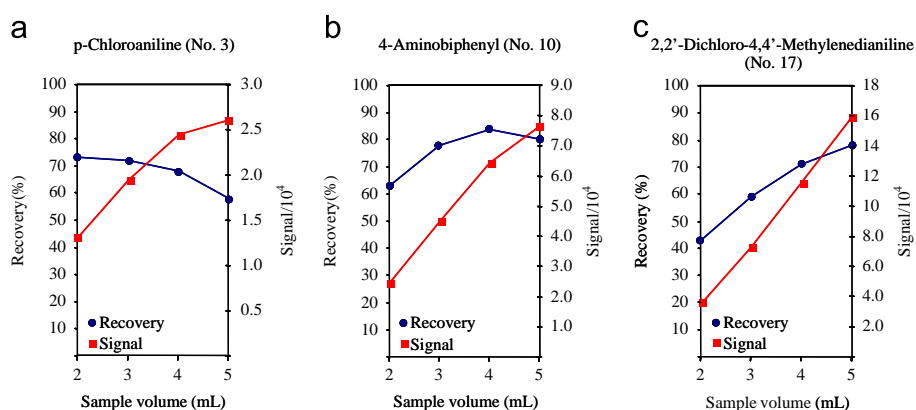 a
p-Chloroaniline (No. 3)
100
90
80
70
60
50
40
30
20
10
Recovery(%)
3.0
2.5
2.0
1.5
1.0
0.5
Signal/10⁴
Recovery
Signal
2 3 4 5
Sample volume (mL)
b
4-Aminobiphenyl (No. 10)
100
90
80
70
60
50
40
30
20
10
Recovery(%)
9.0
8.0
7.0
6.0
5.0
4.0
3.0
2.0
1.0
Signal/10⁴
Recovery
Signal
2 3 4 5
Sample volume (mL)
c
2,2’-Dichloro-4,4’-Methylenedianiline
(No. 17)
100
90
80
70
60
50
40
30
20
10
Recovery (%)
18
16
14
12
10
8.0
6.0
4.0
2.0
Signal/10⁴
Recovery
Signal
2 3 4 5
Sample volume (mL)